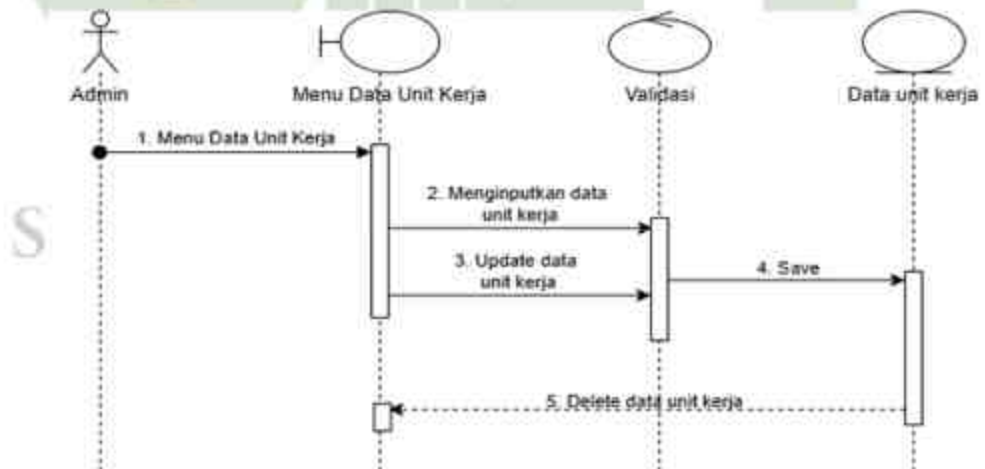 Admin
Menu Data Unit Kerja
Validasi
Data unit kerja
1. Menu Data Unit Kerja
2. Menginputkan data
unit kerja
3. Update data
unit kerja
4. Save
5. Delete data unit kerja
S